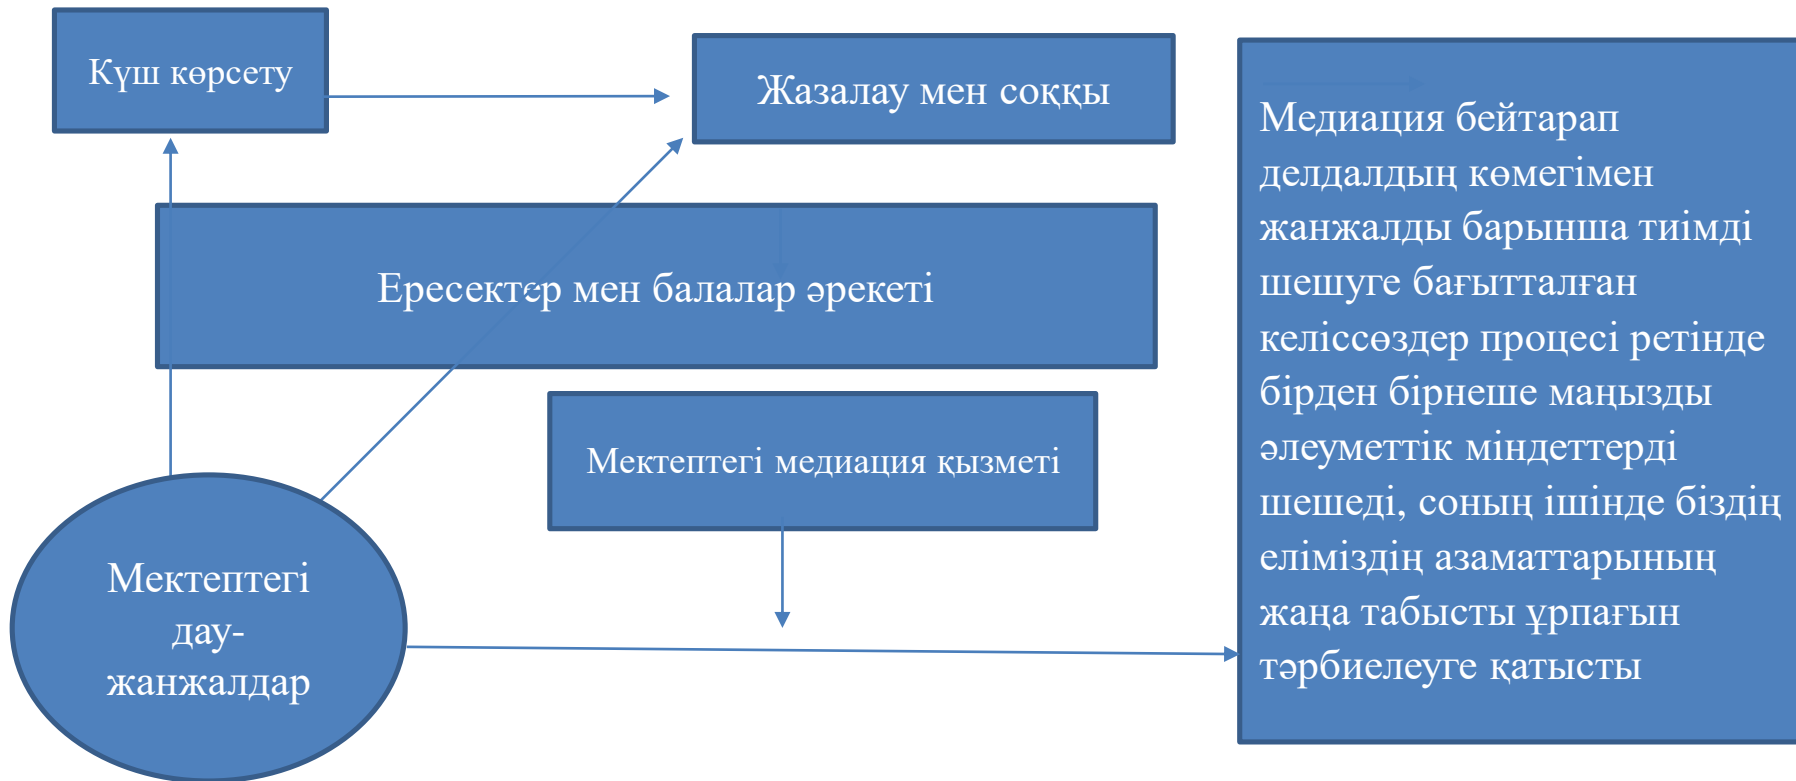 Күш көрсету
Жазалау мен соққы
Ересектер мен балалар әрекеті
Мектептегі медиация қызметі
Мектептегі
дау-
жанжалдар
Медиация бейтарап
делдалдың көмегімен
жанжалды барынша тиімді
шешуге бағытталған
келіссөздер процесі ретінде
бірден бірнеше маңызды
әлеуметтік міндеттерді
шешеді, соның ішінде біздің
еліміздің азаматтарының
жаңа табысты ұрпағын
тәрбиелеуге қатысты